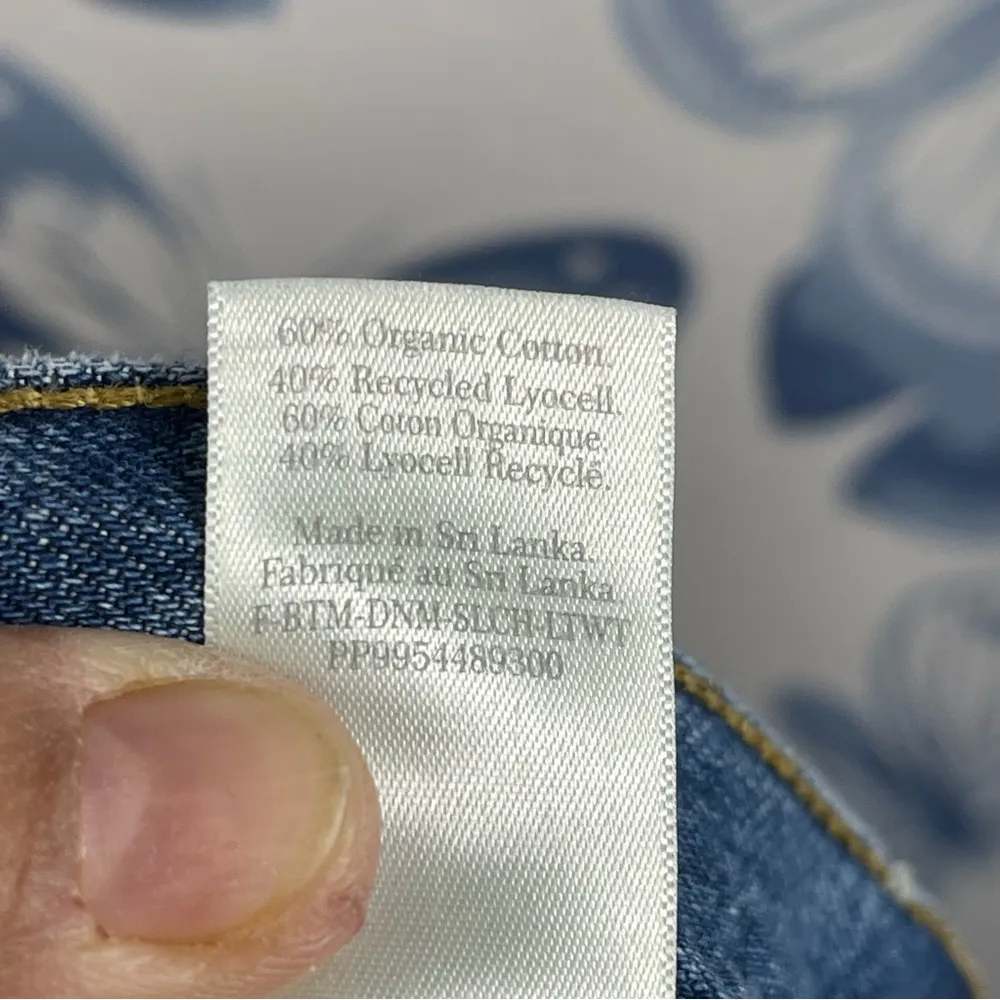 60% Organic Cotton.
40% Recycled Lyocell.
60% Coton Organique.
40% Lyocell Recyclé.
Made in Sri Lanka.
Fabriqué au Sri Lanka
F-BTM-DNM-SLCH-LTWT
PP9954489300